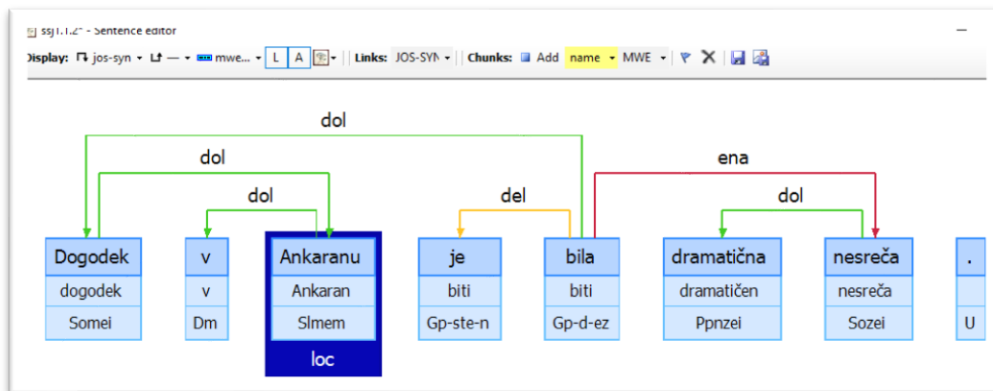 ssj1.1.2* - Sentence editor
Display: jos-syn — mwe... L A Links: JOS-SYN Chunks: Add name MWE
dol
dol ena
dol del dol
Dogodek v Ankaranu je bila dramatična nesreča .
dogodek v Ankaran biti biti dramatičen nesreča
Somei Dm Slmem Gp-ste-n Gp-d-ez Ppnzei Sozei U
loc